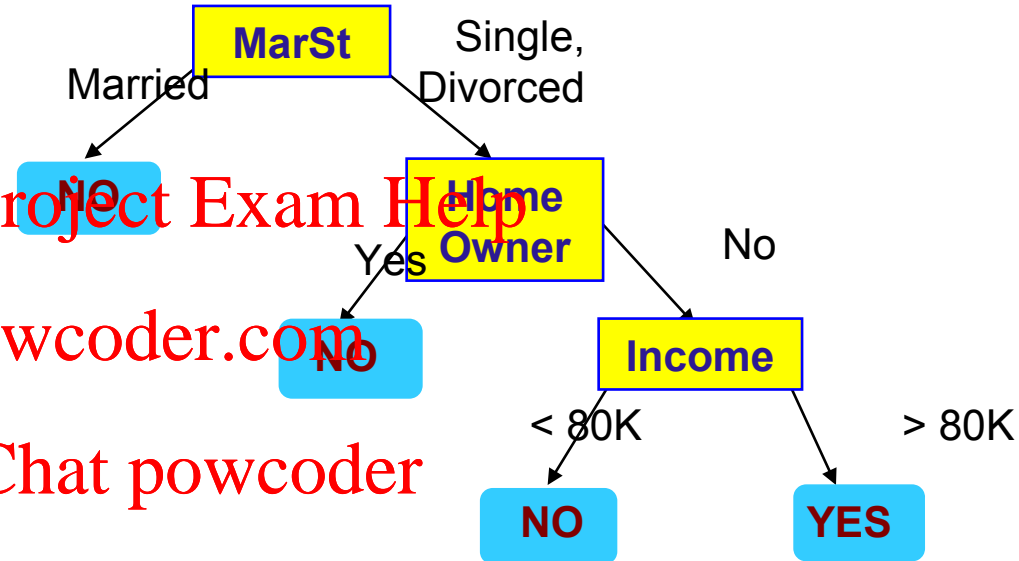 MarSt
Single,
Divorced
Married
NO
roject Exam Help
Home
Owner
Yes
No
wcoder.com
NO
Income
< 80K
> 80K
Chat powcoder
NO
YES